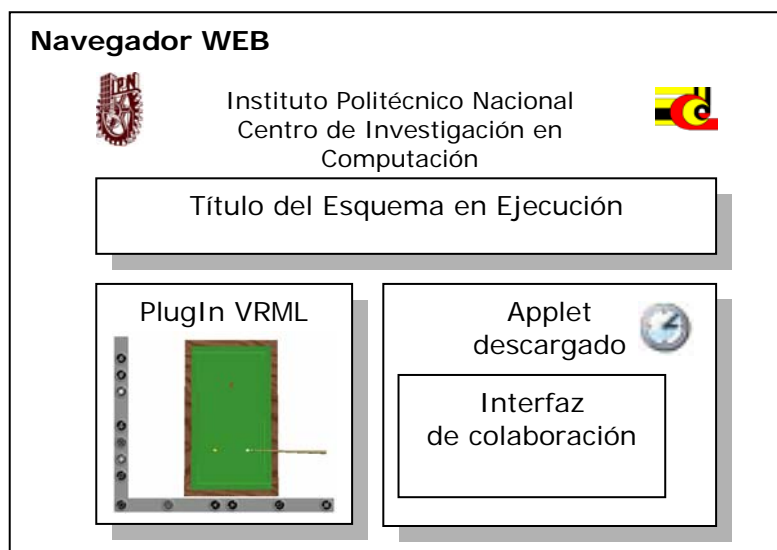 Navegador WEB
I.P.N.
Instituto Politécnico Nacional
Centro de Investigación en
Computación
Título del Esquema en Ejecución
PlugIn VRML
Applet
descargado
Interfaz
de colaboración